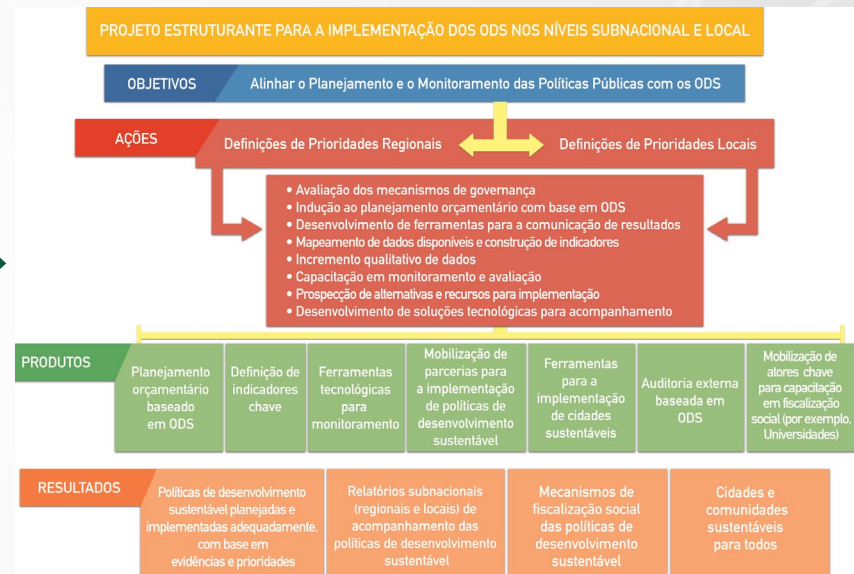 PROJETO ESTRUTURANTE PARA A IMPLEMENTAÇÃO DOS ODS NOS NÍVEIS SUBNACIONAL E LOCAL
OBJETIVOS
Alinhar o Planejamento e o Monitoramento das Políticas Públicas com os ODS
AÇÕES
Definições de Prioridades Regionais
Definições de Prioridades Locais
• Avaliação dos mecanismos de governança
• Indução ao planejamento orçamentário com base em ODS
• Desenvolvimento de ferramentas para a comunicação de resultados
• Mapeamento de dados disponíveis e construção de indicadores
• Incremento qualitativo de dados
• Capacitação em monitoramento e avaliação
• Prospecção de alternativas e recursos para implementação
• Desenvolvimento de soluções tecnológicas para acompanhamento
PRODUTOS
Planejamento
orçamentário
baseado
em ODS
Definição de
indicadores
chave
Ferramentas
tecnológicas
para
monitoramento
Mobilização de
parcerias para
a implementação
de políticas de
desenvolvimento
sustentável
Ferramentas
para a
implementação
de cidades
sustentáveis
Auditoria externa
baseada em
ODS
Mobilização de
atores chave
para capacitação
em fiscalização
social (por exemplo,
Universidades)
RESULTADOS
Políticas de desenvolvimento
sustentável planejadas e
implementadas adequadamente,
com base em
evidências e prioridades
Relatórios subnacionais
(regionais e locais) de
acompanhamento das
políticas de desenvolvimento
sustentável
Mecanismos de
fiscalização social
das políticas de
desenvolvimento
sustentável
Cidades e
comunidades
sustentáveis
para todos